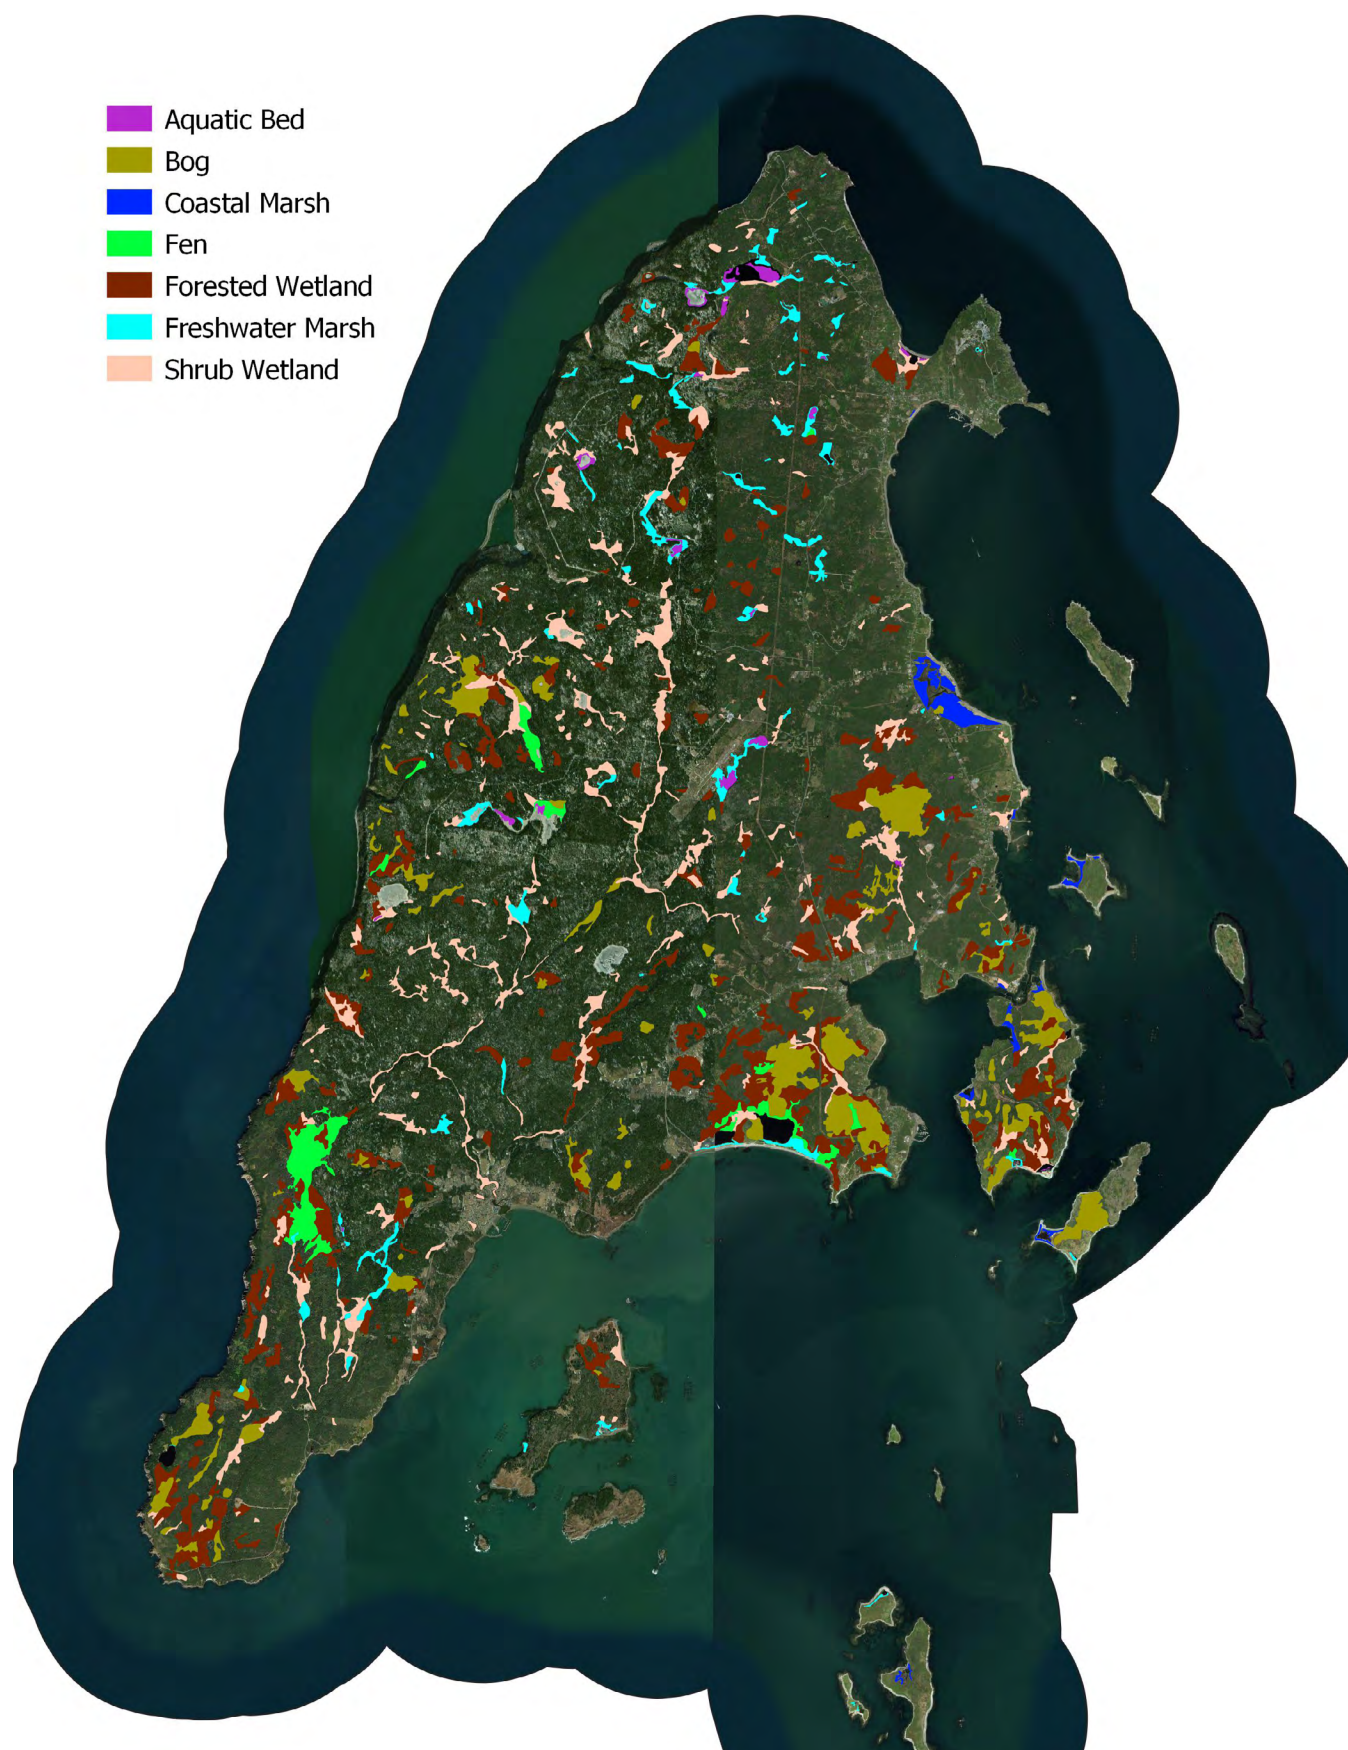 Aquatic Bed
Bog
Coastal Marsh
Fen
Forested Wetland
Freshwater Marsh
Shrub Wetland